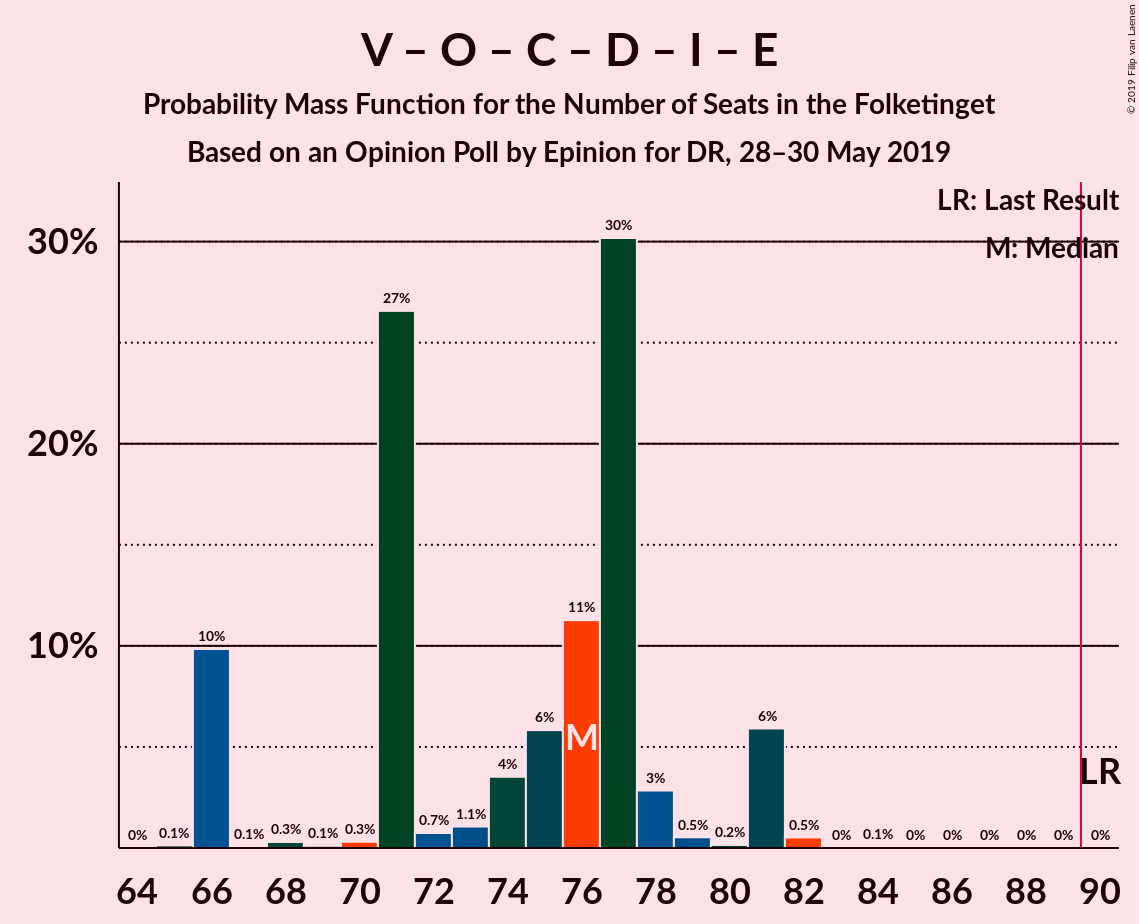 V – O – C – D – I – E
Probability Mass Function for the Number of Seats in the Folketinget
Based on an Opinion Poll by Epinion for DR, 28–30 May 2019
© 2019 Filip van Laenen
LR: Last Result
M: Median
30%
20%
10%
0% 0.1% 10% 0.1% 0.3% 0.1% 0.3% 27% 0.7% 1.1% 4% 6% 11% 30% 3% 0.5% 0.2% 6% 0.5% 0% 0.1% 0% 0% 0% 0% 0% 0%
M
LR
64 66 68 70 72 74 76 78 80 82 84 86 88 90